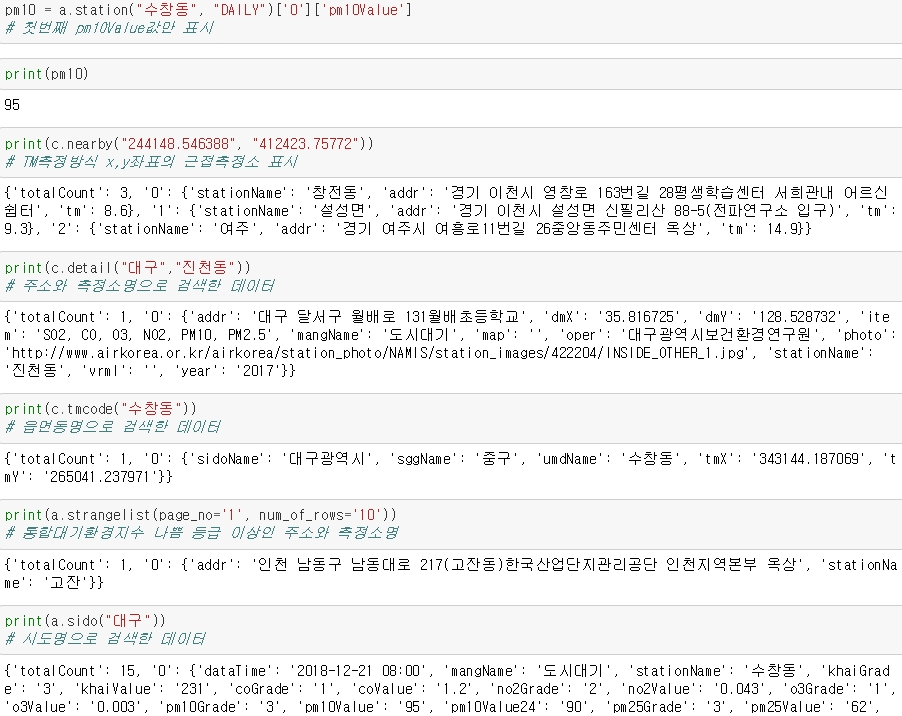 pm10 = a.station("수창동", "DAILY")['0']['pm10Value']
# 첫번째 pm10Value값만 표시
print(pm10)
95
print(c.nearby("244148.546388", "412423.75772"))
# TM측정방식 x,y좌표의 근접측정소 표시
{'totalCount': 3, '0': {'stationName': '창전동', 'addr': '경기 이천시 영창로 163번길 28평생학습센터 서희관내 어르신
쉼터', 'tm': 8.6}, '1': {'stationName': '설성면', 'addr': '경기 이천시 설성면 신필리산 88-5(전파연구소 입구)', 'tm':
9.3}, '2': {'stationName': '여주', 'addr': '경기 여주시 여흥로11번길 26중앙동주민센터 옥상', 'tm': 14.9}}
print(c.detail("대구","진천동"))
# 주소와 측정소명으로 검색한 데이터
{'totalCount': 1, '0': {'addr': '대구 달서구 월배로 131월배초등학교', 'dmX': '35.816725', 'dmY': '128.528732', 'ite
m': 'SO2, CO, O3, NO2, PM10, PM2.5', 'mangName': '도시대기', 'map': '', 'oper': '대구광역시보건환경연구원', 'photo':
'http://www.airkorea.or.kr/airkorea/station_photo/NAMIS/station_images/422204/INSIDE_OTHER_1.jpg', 'stationName':
'진천동', 'vrml': '', 'year': '2017'}}
print(c.tmcode("수창동"))
# 읍면동명으로 검색한 데이터
{'totalCount': 1, '0': {'sidoName': '대구광역시', 'sggName': '중구', 'umdName': '수창동', 'tmX': '343144.187069', 't
mY': '265041.237971'}}
print(a.strangelist(page_no='1', num_of_rows='10'))
# 통합대기환경지수 나쁨 등급 이상인 주소와 측정소명
{'totalCount': 1, '0': {'addr': '인천 남동구 남동대로 217(고잔동)한국산업단지관리공단 인천지역본부 옥상', 'stationNa
me': '고잔'}}
print(a.sido("대구"))
# 시도명으로 검색한 데이터
{'totalCount': 15, '0': {'dataTime': '2018-12-21 08:00', 'mangName': '도시대기', 'stationName': '수창동', 'khaiGrad
e': '3', 'khaiValue': '231', 'coGrade': '1', 'coValue': '1.2', 'no2Grade': '2', 'no2Value': '0.043', 'o3Grade': '1',
'o3Value': '0.003', 'pm10Grade': '3', 'pm10Value': '95', 'pm10Value24': '90', 'pm25Grade': '3', 'pm25Value': '62',